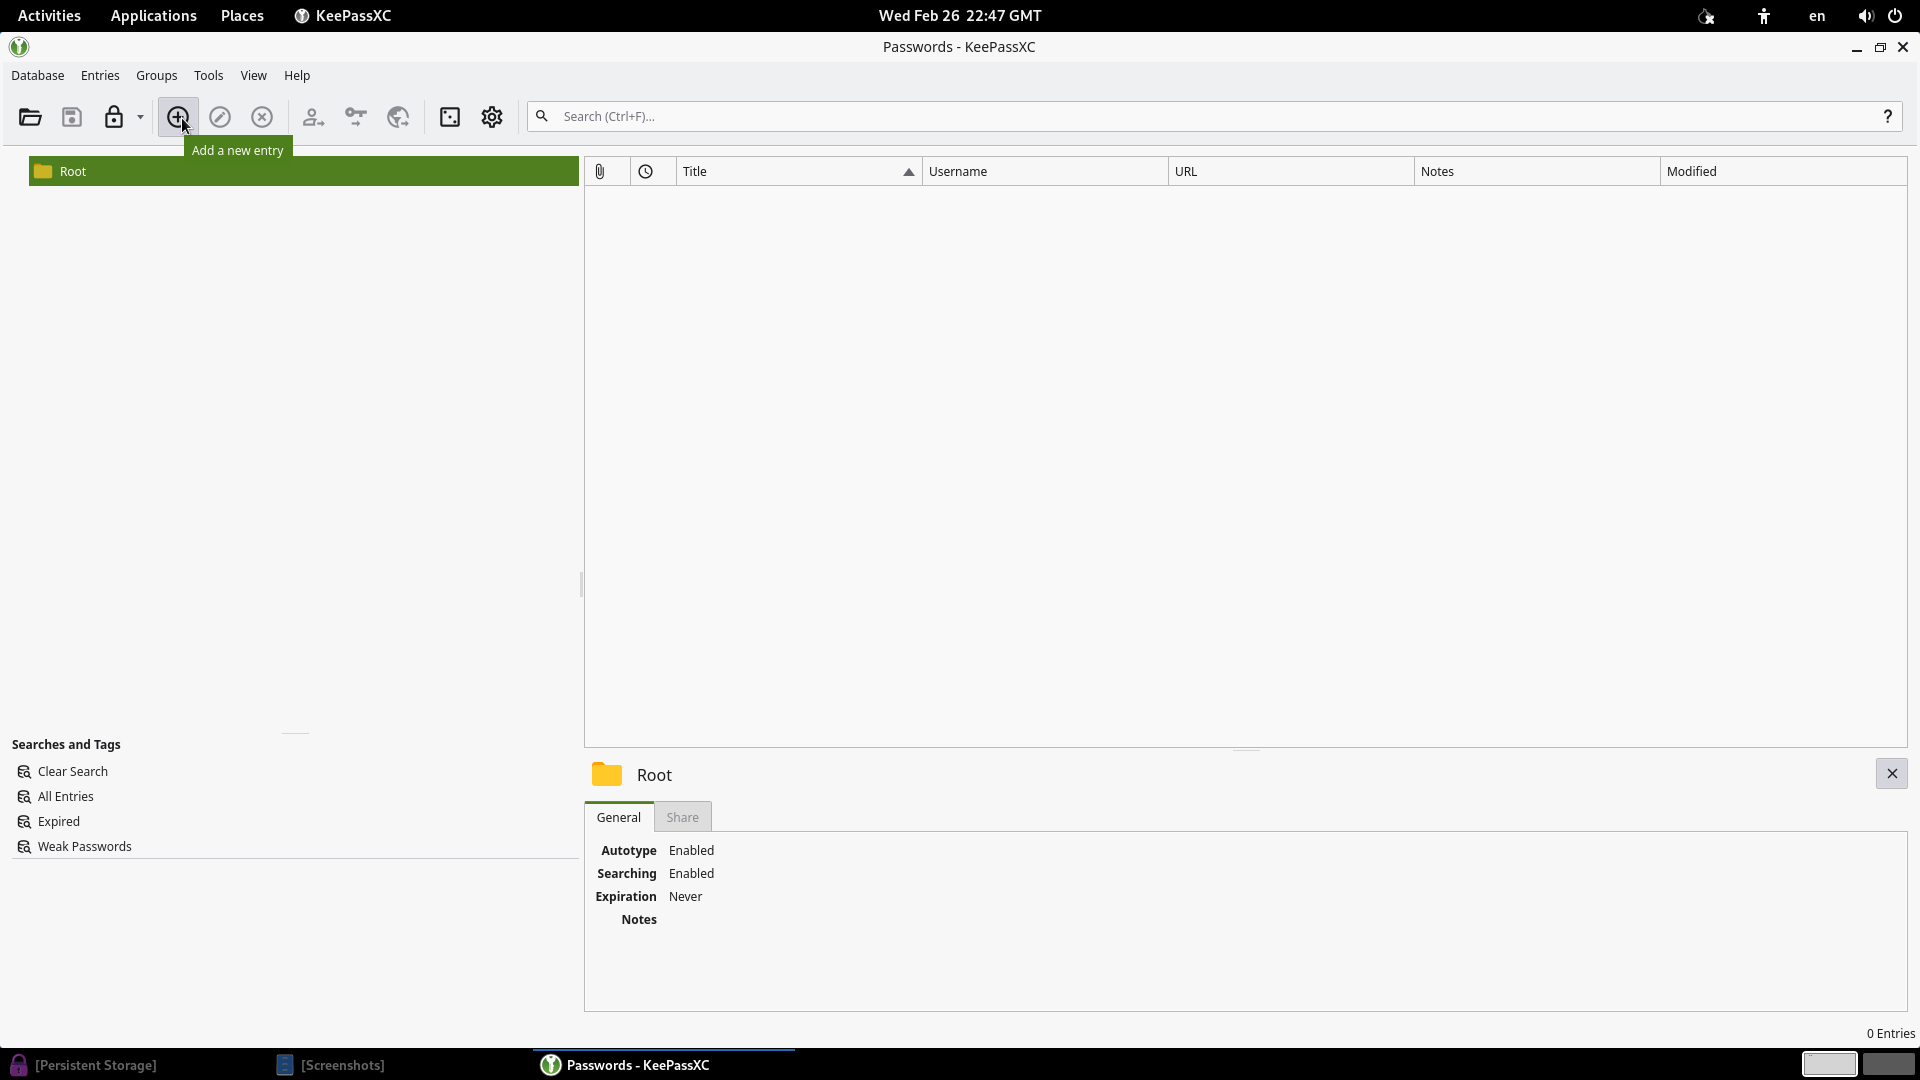 Activities Applications Places KeePassXC Wed Feb 26 22:47 GMT en
Passwords - KeePassXC
Database Entries Groups Tools View Help
Search (Ctrl+F)... ?
Add a new entry
Root
Title Username URL Notes Modified
Searches and Tags
Clear Search
All Entries
Expired
Weak Passwords
Root
General Share
Autotype Enabled
Searching Enabled
Expiration Never
Notes
0 Entries
[Persistent Storage] [Screenshots] Passwords - KeePassXC